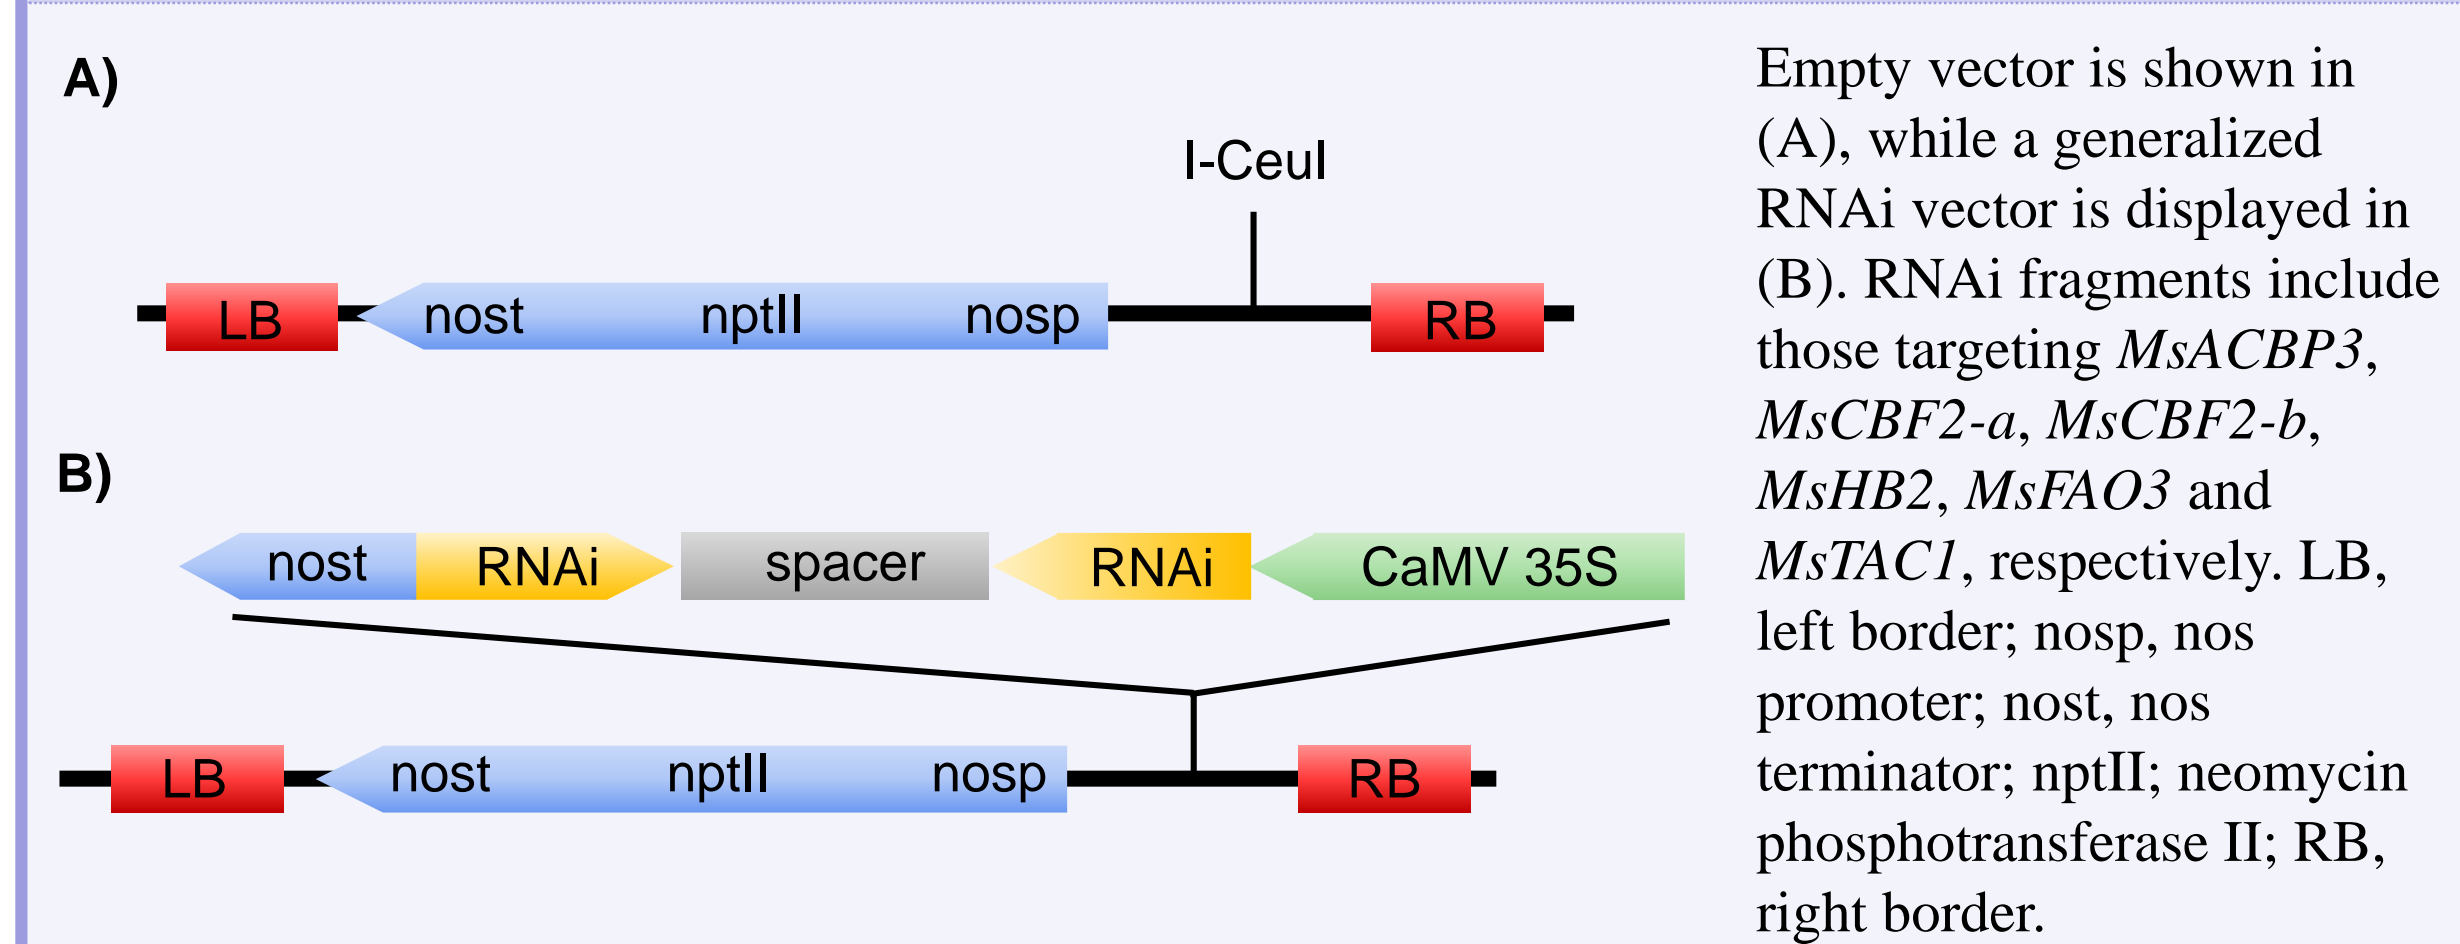 A)
I-CeuI
LB nost nptII nosp RB
B)
nost RNAi spacer RNAi CaMV 35S
LB nost nptII nosp RB
Empty vector is shown in
(A), while a generalized
RNAi vector is displayed in
(B). RNAi fragments include
those targeting MsACBP3,
MsCBF2-a, MsCBF2-b,
MsHB2, MsFAO3 and
MsTAC1, respectively. LB,
left border; nosp, nos
promoter; nost, nos
terminator; nptII; neomycin
phosphotransferase II; RB,
right border.